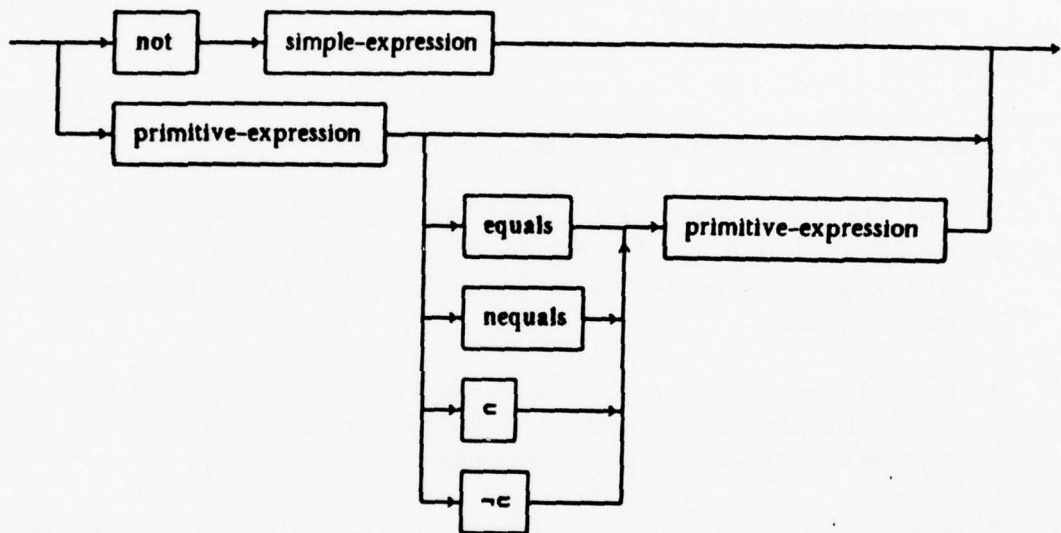 not simple-expression
primitive-expression
equals primitive-expression
nequals
⊂
¬⊂